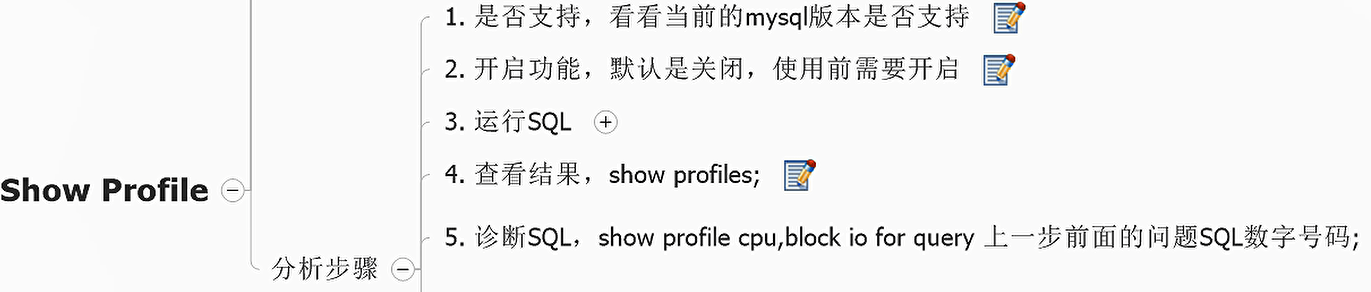 1. 是否支持，看看当前的mysql版本是否支持
2. 开启功能，默认是关闭，使用前需要开启
3. 运行SQL
4. 查看结果，show profiles;
Show Profile
5. 诊断SQL，show profile cpu,block io for query 上一步前面的问题SQL数字号码;
分析步骤